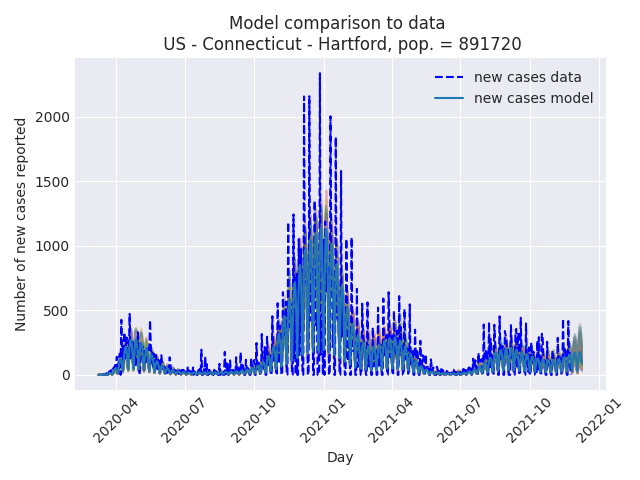 Model comparison to data
US - Connecticut - Hartford, pop. = 891720
new cases data
new cases model
Number of new cases reported
2000
1500
1000
500
0
2020-04
2020-07
2020-10
2021-01
2021-04
2021-07
2021-10
2022-01
Day